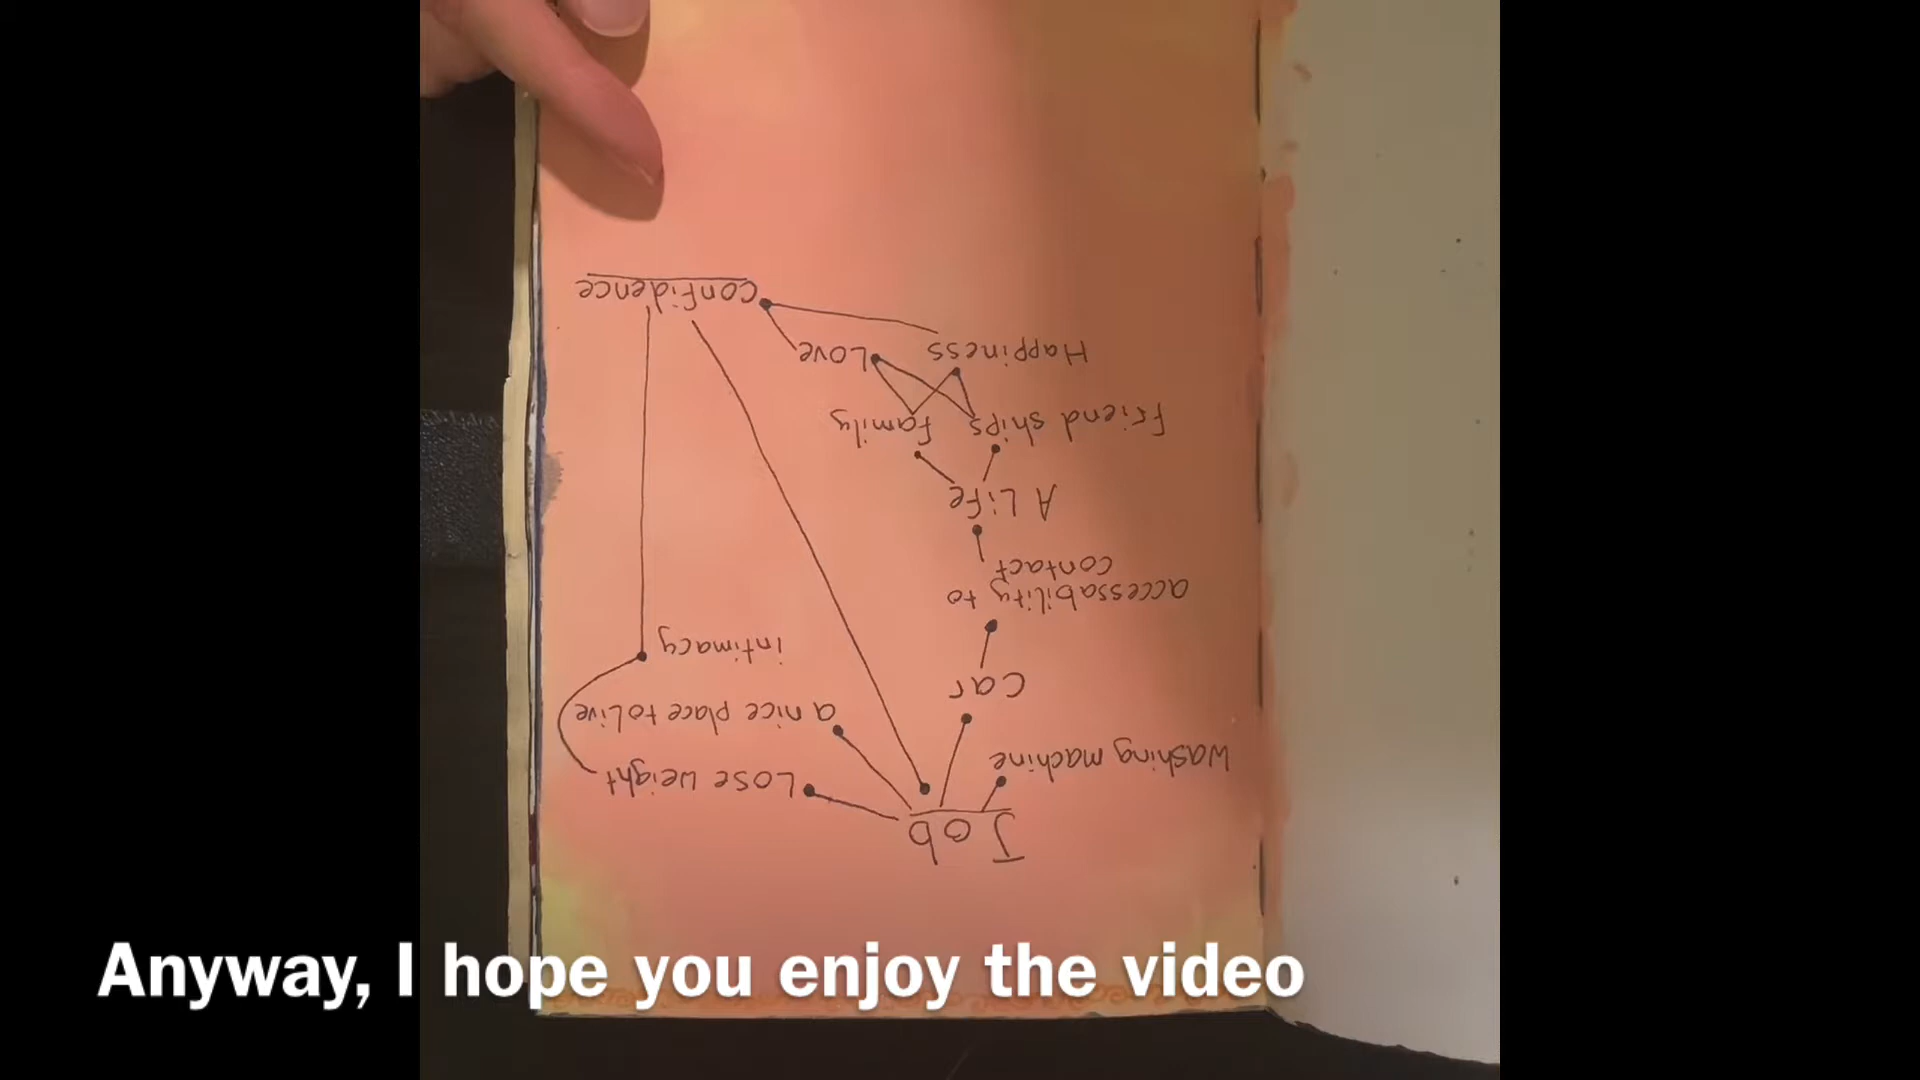 Job
Washing machine
Lose weight
a nice place to Live
Car
intimacy
accessability to
contact
A Life
Friend ships
family
Happiness
Love
confidence
Anyway, I hope you enjoy the video